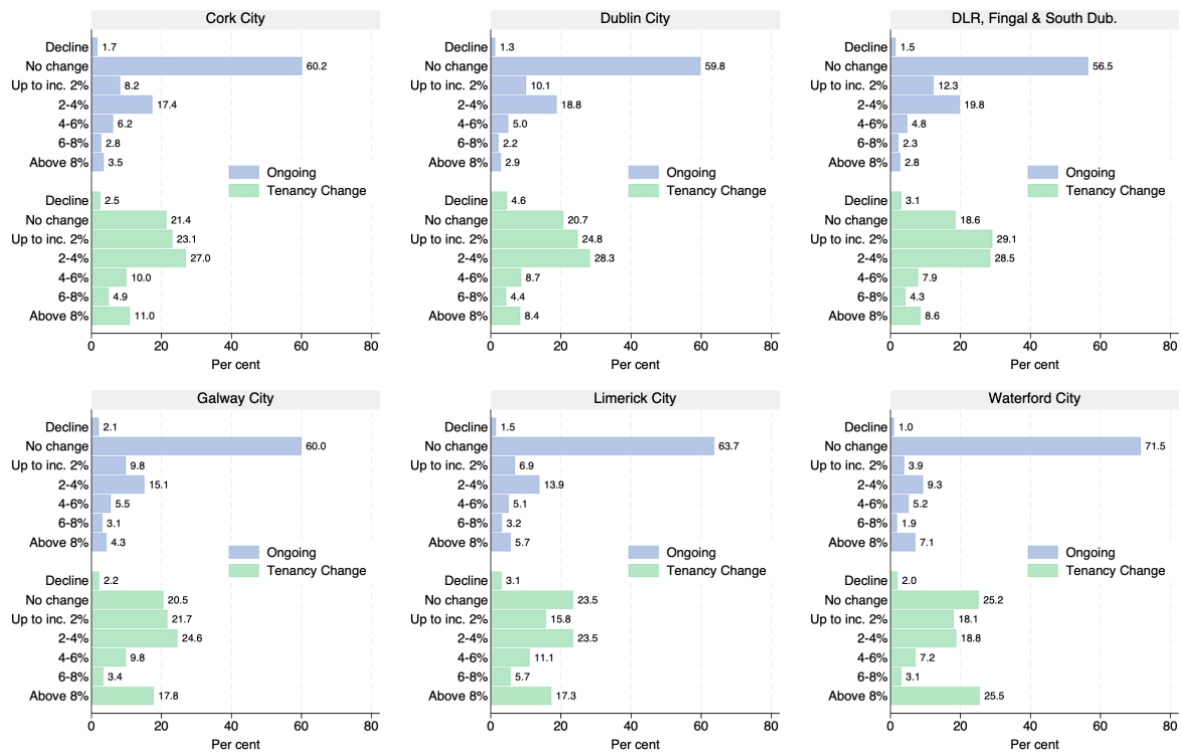 Cork City
Decline 1.7
No change 60.2
Up to inc. 2% 8.2
2-4% 17.4
4-6% 6.2
6-8% 2.8
Above 8% 3.5
Ongoing
Tenancy Change
Decline 2.5
No change 21.4
Up to inc. 2% 23.1
2-4% 27.0
4-6% 10.0
6-8% 4.9
Above 8% 11.0
0 20 40 60 80
Per cent
Dublin City
Decline 1.3
No change 59.8
Up to inc. 2% 10.1
2-4% 18.8
4-6% 5.0
6-8% 2.2
Above 8% 2.9
Ongoing
Tenancy Change
Decline 4.6
No change 20.7
Up to inc. 2% 24.8
2-4% 28.3
4-6% 8.7
6-8% 4.4
Above 8% 8.4
0 20 40 60 80
Per cent
DLR, Fingal & South Dub.
Decline 1.5
No change 56.5
Up to inc. 2% 12.3
2-4% 19.8
4-6% 4.8
6-8% 2.3
Above 8% 2.8
Ongoing
Tenancy Change
Decline 3.1
No change 18.6
Up to inc. 2% 29.1
2-4% 28.5
4-6% 7.9
6-8% 4.3
Above 8% 8.6
0 20 40 60 80
Per cent
Galway City
Decline 2.1
No change 60.0
Up to inc. 2% 9.8
2-4% 15.1
4-6% 5.5
6-8% 3.1
Above 8% 4.3
Ongoing
Tenancy Change
Decline 2.2
No change 20.5
Up to inc. 2% 21.7
2-4% 24.6
4-6% 9.8
6-8% 3.4
Above 8% 17.8
0 20 40 60 80
Per cent
Limerick City
Decline 1.5
No change 63.7
Up to inc. 2% 6.9
2-4% 13.9
4-6% 5.1
6-8% 3.2
Above 8% 5.7
Ongoing
Tenancy Change
Decline 3.1
No change 23.5
Up to inc. 2% 15.8
2-4% 23.5
4-6% 11.1
6-8% 5.7
Above 8% 17.3
0 20 40 60 80
Per cent
Waterford City
Decline 1.0
No change 71.5
Up to inc. 2% 3.9
2-4% 9.3
4-6% 5.2
6-8% 1.9
Above 8% 7.1
Ongoing
Tenancy Change
Decline 2.0
No change 25.2
Up to inc. 2% 18.1
2-4% 18.8
4-6% 7.2
6-8% 3.1
Above 8% 25.5
0 20 40 60 80
Per cent